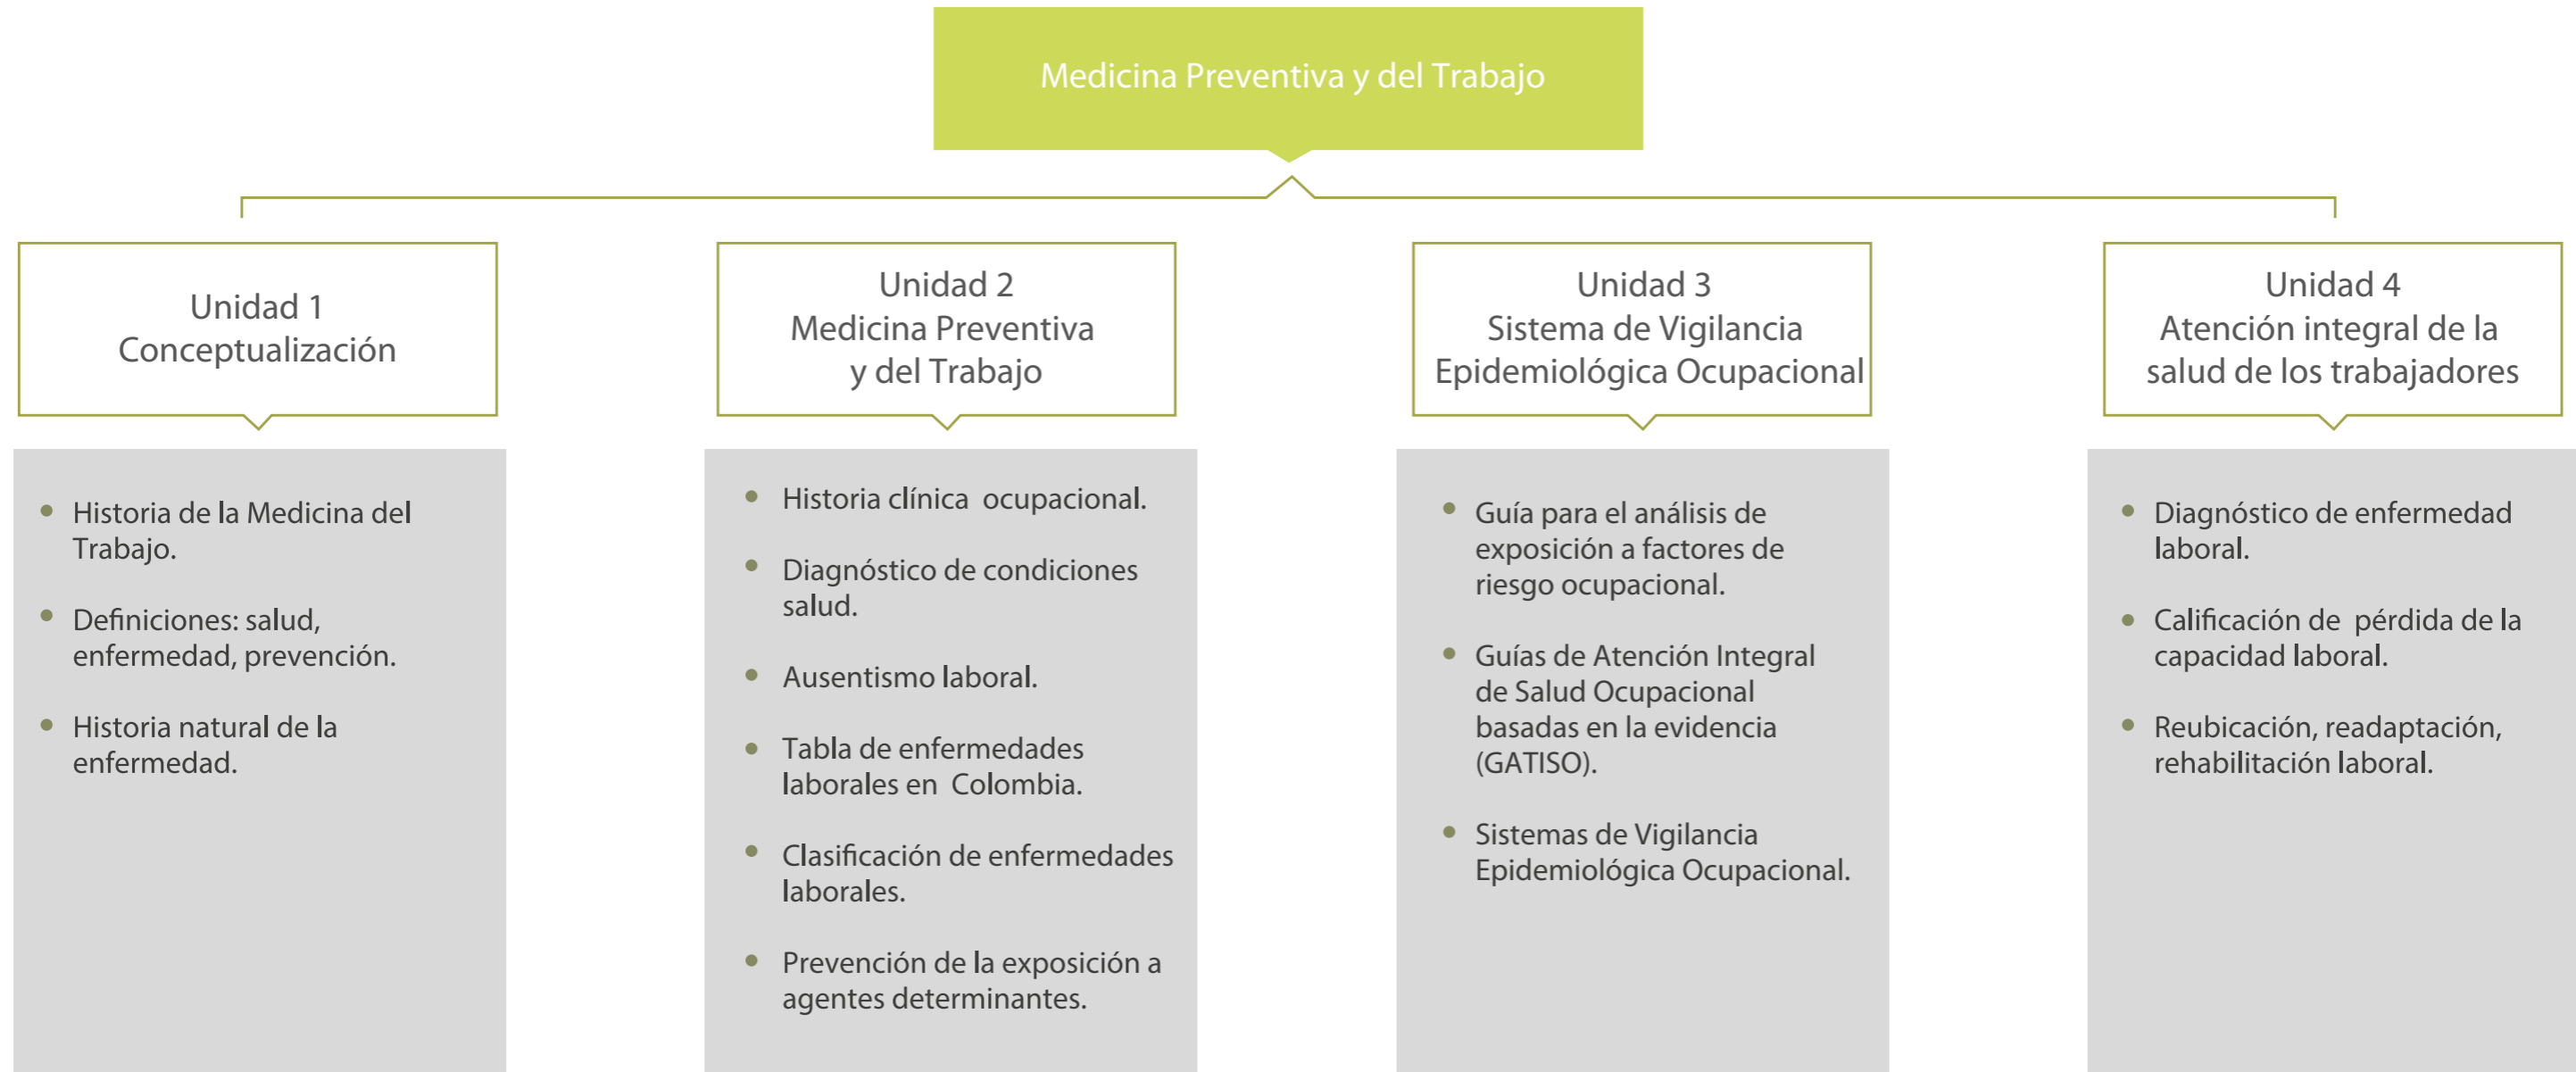 Medicina Preventiva y del Trabajo
Unidad 1
Conceptualización
• Historia de la Medicina del
Trabajo.
• Definiciones: salud,
enfermedad, prevención.
• Historia natural de la
enfermedad.
Unidad 2
Medicina Preventiva
y del Trabajo
• Historia clínica ocupacional.
• Diagnóstico de condiciones
salud.
• Ausentismo laboral.
• Tabla de enfermedades
laborales en Colombia.
• Clasificación de enfermedades
laborales.
• Prevención de la exposición a
agentes determinantes.
Unidad 3
Sistema de Vigilancia
Epidemiológica Ocupacional
• Guía para el análisis de
exposición a factores de
riesgo ocupacional.
• Guías de Atención Integral
de Salud Ocupacional
basadas en la evidencia
(GATISO).
• Sistemas de Vigilancia
Epidemiológica Ocupacional.
Unidad 4
Atención integral de la
salud de los trabajadores
• Diagnóstico de enfermedad
laboral.
• Calificación de pérdida de la
capacidad laboral.
• Reubicación, readaptación,
rehabilitación laboral.